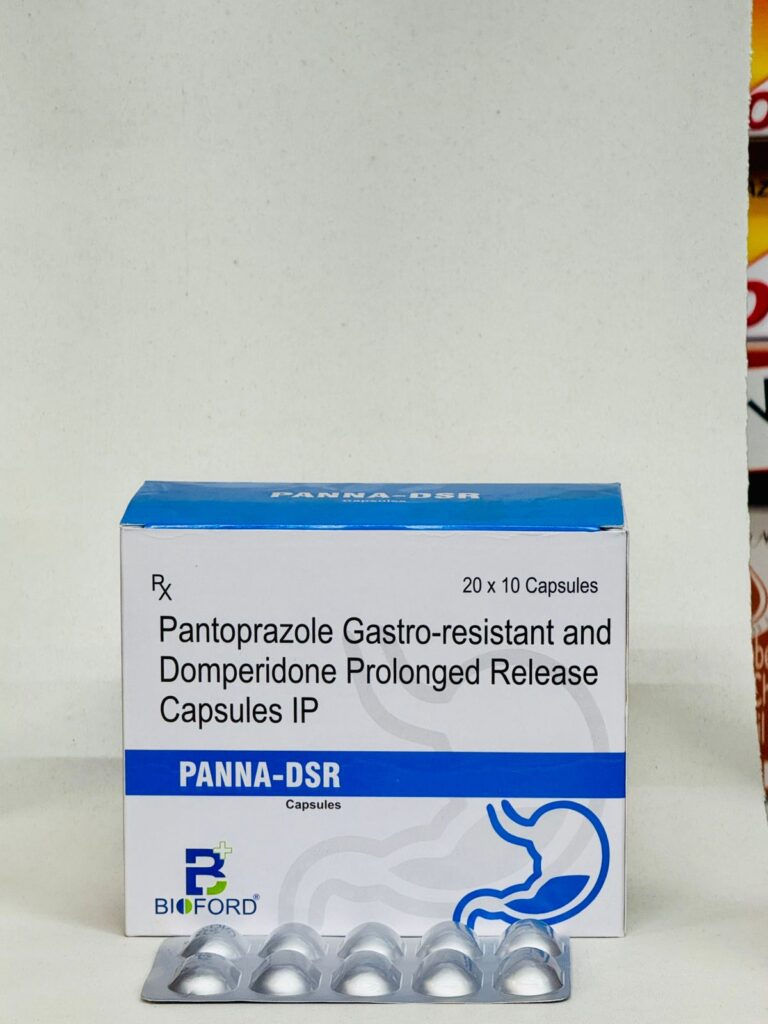 PANNA-DSR
Capsules
Rx
20 x 10 Capsules
Pantoprazole Gastro-resistant and
Domperidone Prolonged Release
Capsules IP
PANNA-DSR
Capsules
BIOFORD®